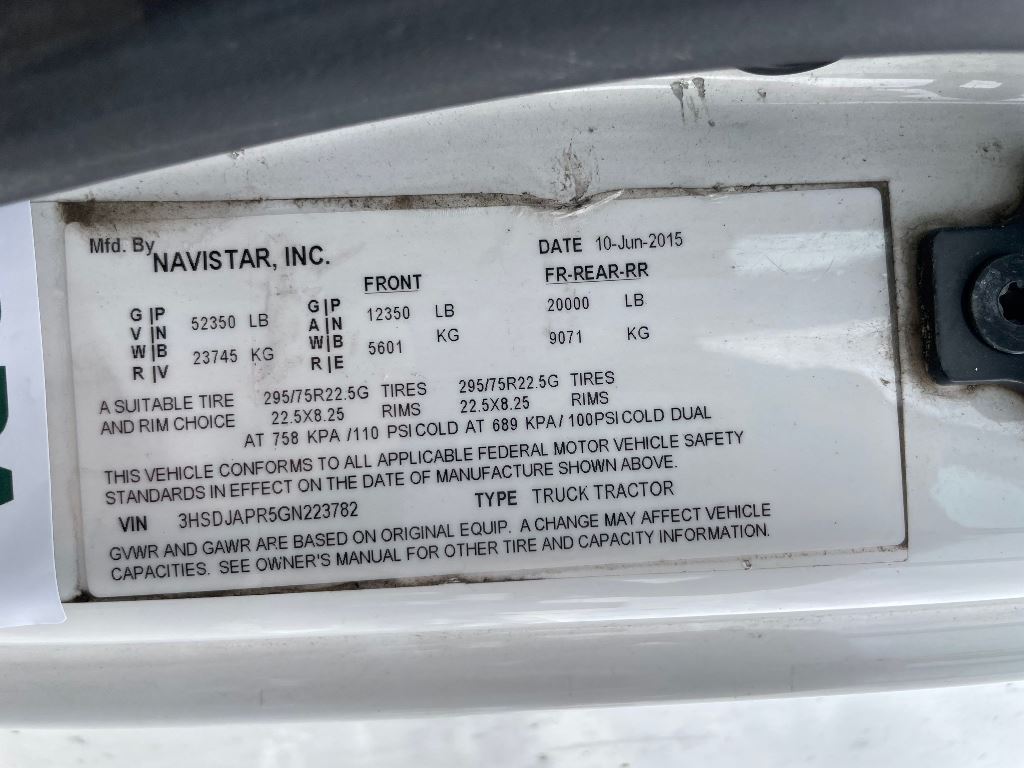 Mfd. By NAVISTAR, INC. DATE 10-Jun-2015
FRONT FR-REAR-RR
G|P 52350 LB G|P 12350 LB 20000 LB
V|N A|N
W|B 23745 KG W|B 5601 KG 9071 KG
R|V R|E
A SUITABLE TIRE 295/75R22.5G TIRES 295/75R22.5G TIRES
AND RIM CHOICE 22.5X8.25 RIMS 22.5X8.25 RIMS
AT 758 KPA /110 PSI COLD AT 689 KPA/ 100PSI COLD DUAL
THIS VEHICLE CONFORMS TO ALL APPLICABLE FEDERAL MOTOR VEHICLE SAFETY
STANDARDS IN EFFECT ON THE DATE OF MANUFACTURE SHOWN ABOVE.
VIN 3HSDJAPR5GN223782 TYPE TRUCK TRACTOR
GVWR AND GAWR ARE BASED ON ORIGINAL EQUIP. A CHANGE MAY AFFECT VEHICLE
CAPACITIES. SEE OWNER'S MANUAL FOR OTHER TIRE AND CAPACITY INFORMATION.